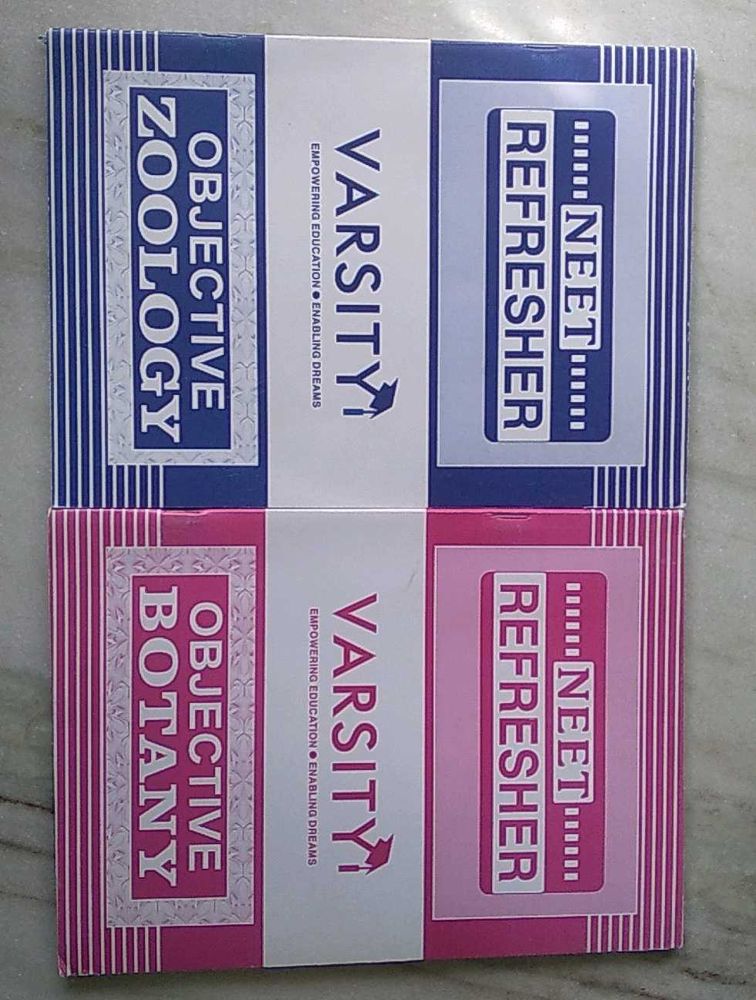 NEET
REFRESHER
VARSITY
EMPOWERING EDUCATION ● ENABLING DREAMS
OBJECTIVE
ZOOLOGY
NEET
REFRESHER
VARSITY
EMPOWERING EDUCATION ● ENABLING DREAMS
OBJECTIVE
BOTANY